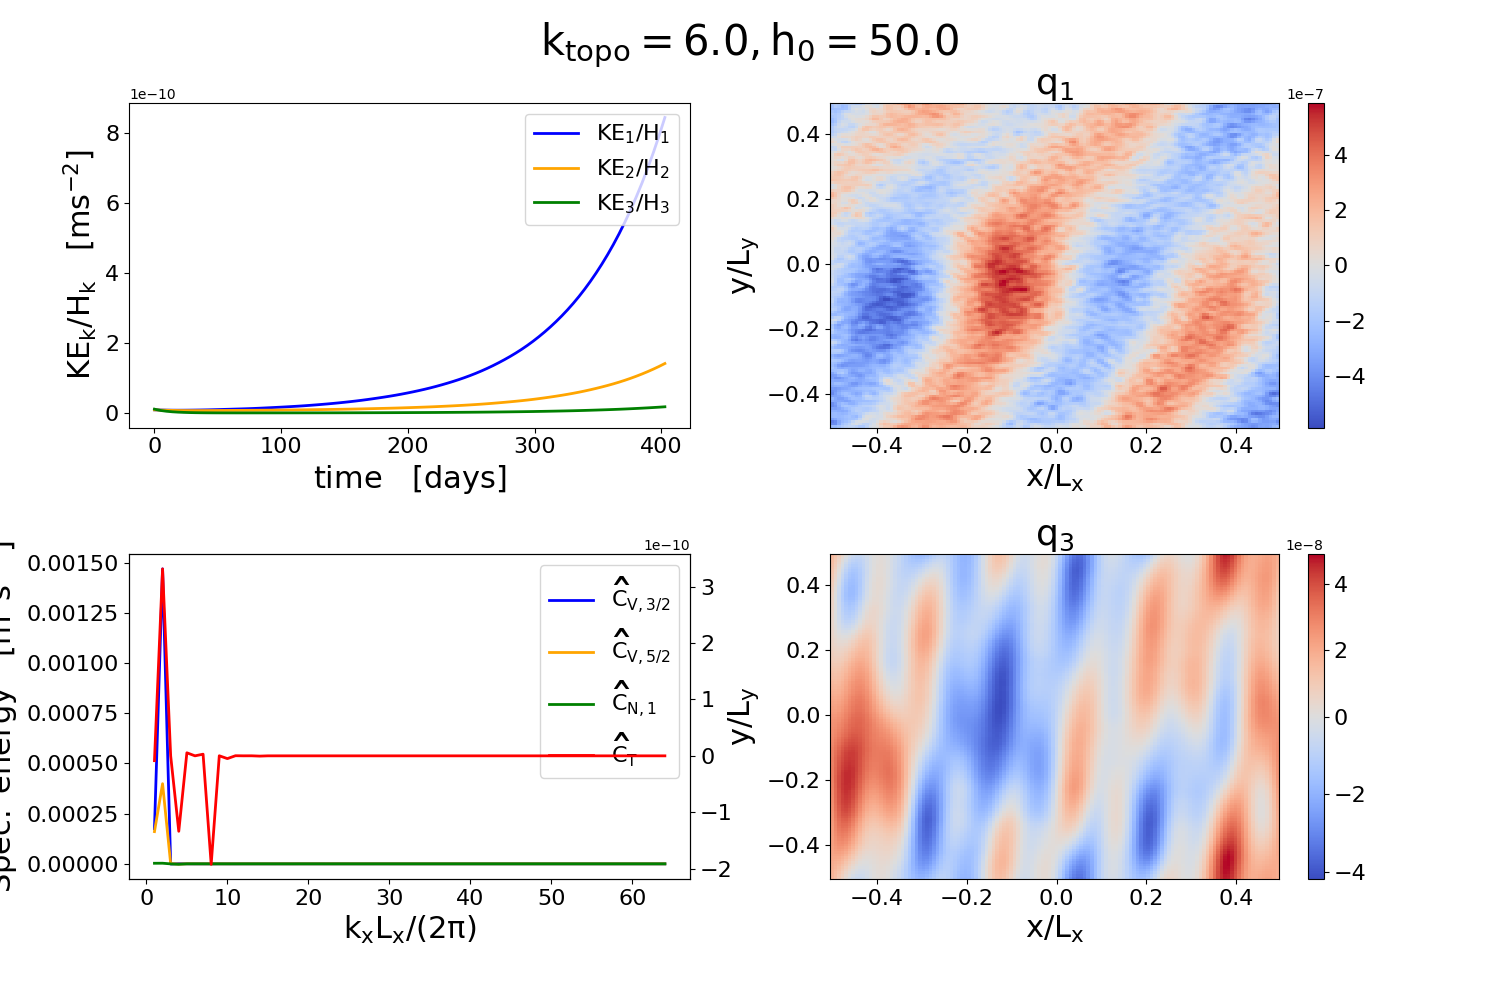 k_topo = 6.0, h_0 = 50.0
1e−10
KE_k/H_k [ms^−2]
8
6
4
2
0
KE_1/H_1
KE_2/H_2
KE_3/H_3
0 100 200 300 400
time [days]
q_1
1e−7
y/L_y
0.4
0.2
0.0
−0.2
−0.4
−0.4 −0.2 0.0 0.2 0.4
x/L_x
4
2
0
−2
−4
1e−10
energy
0.00150
0.00125
0.00100
0.00075
0.00050
0.00025
0.00000
Ĉ_V,3/2
Ĉ_V,5/2
Ĉ_N,1
Ĉ_T
3
2
1
0
−1
−2
0 10 20 30 40 50 60
k_xL_x/(2π)
q_3
1e−8
y/L_y
0.4
0.2
0.0
−0.2
−0.4
−0.4 −0.2 0.0 0.2 0.4
x/L_x
4
2
0
−2
−4